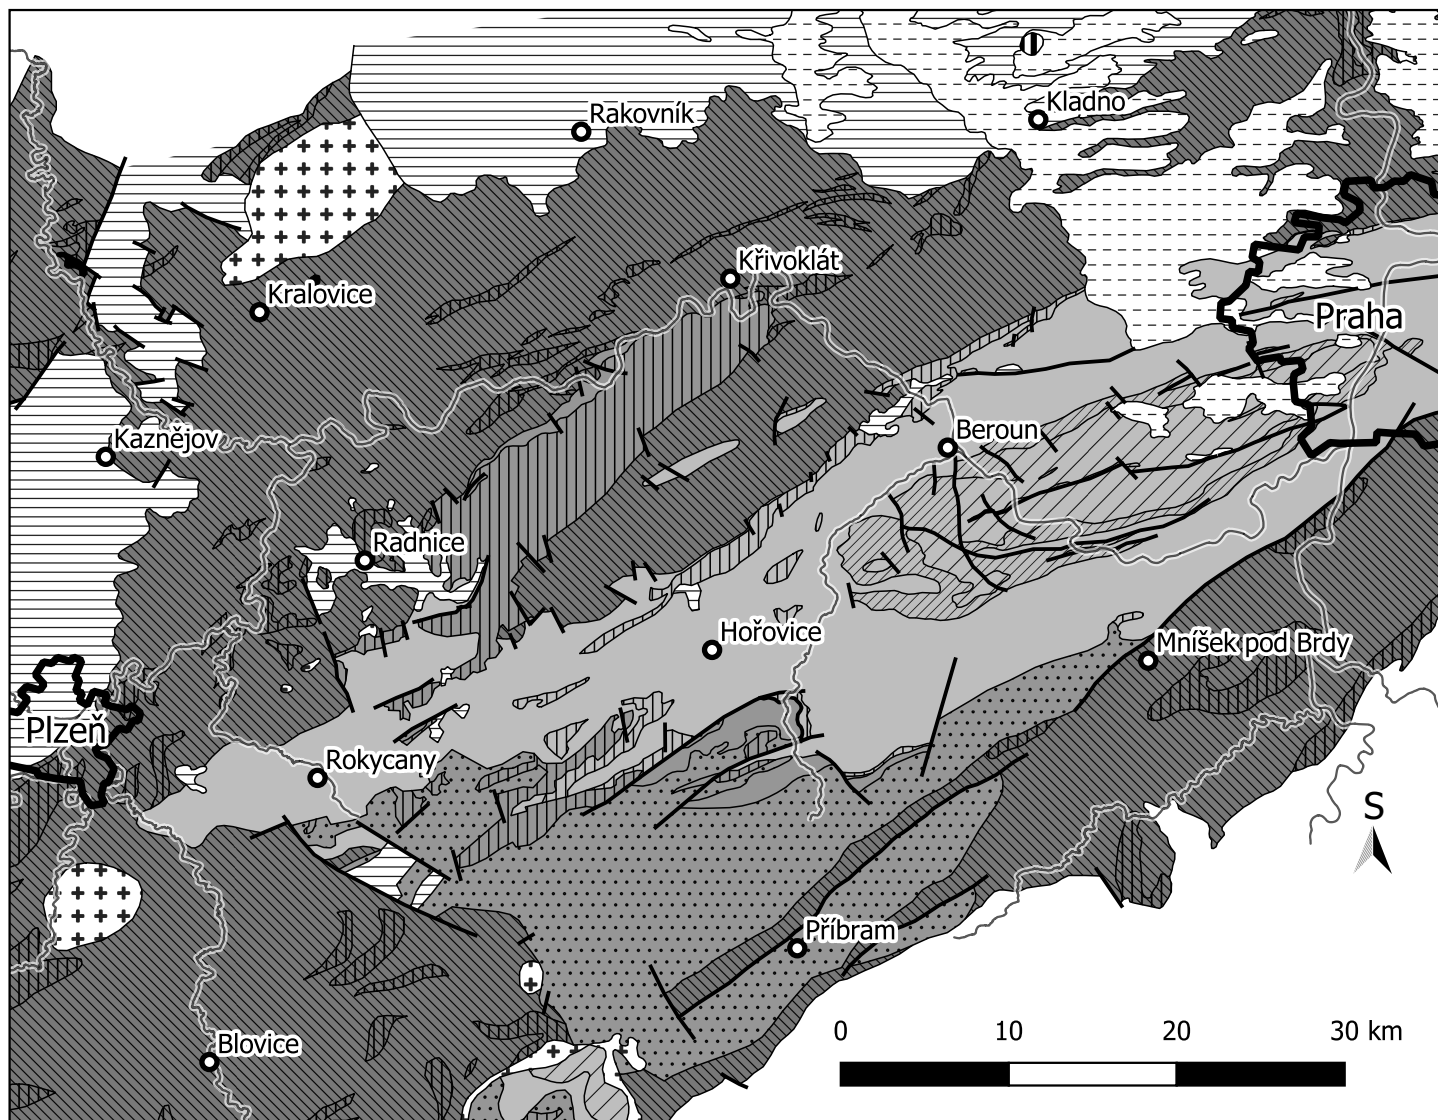 Rakovník
Kladno
Křivoklát
Kralovice
Praha
Kaznějov
Beroun
Radnice
Hořovice
Mníšek pod Brdy
Plzeň
Rokycany
S
Příbram
Blovice
0 10 20 30 km